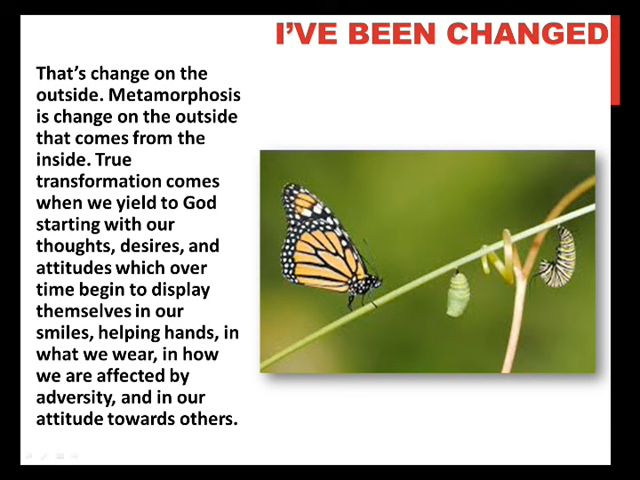 I'VE BEEN CHANGED
That's change on the
outside. Metamorphosis
is change on the outside
that comes from the
inside. True
transformation comes
when we yield to God
starting with our
thoughts, desires, and
attitudes which over
time begin to display
themselves in our
smiles, helping hands, in
what we wear, in how
we are affected by
adversity, and in our
attitude towards others.